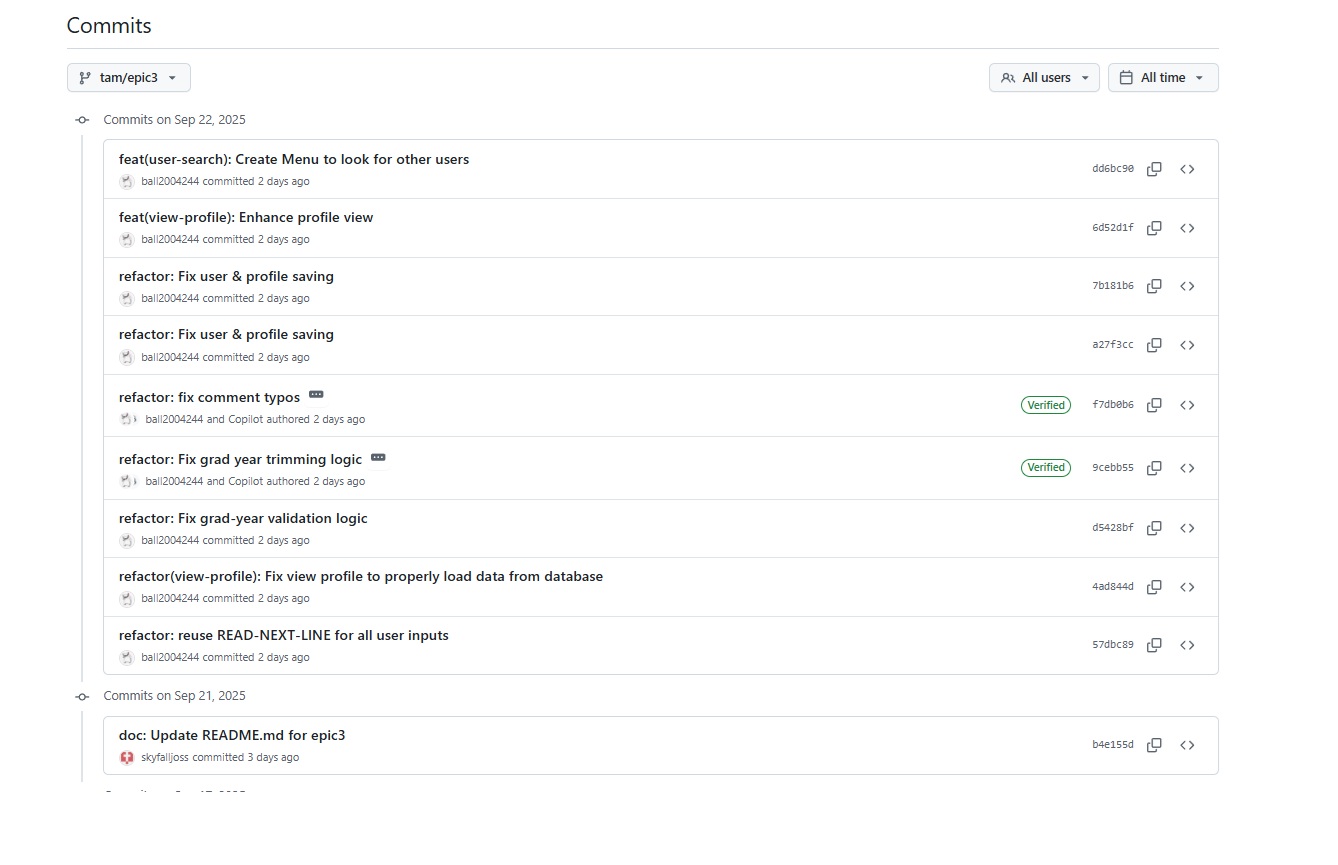 Commits
tam/epic3
All users
All time
Commits on Sep 22, 2025
feat(user-search): Create Menu to look for other users
ball2004244 committed 2 days ago
dd6bc90
feat(view-profile): Enhance profile view
ball2004244 committed 2 days ago
6d52d1f
refactor: Fix user & profile saving
ball2004244 committed 2 days ago
7b181b6
refactor: Fix user & profile saving
ball2004244 committed 2 days ago
a27f3cc
refactor: fix comment typos
ball2004244 and Copilot authored 2 days ago
Verified
f7db0b6
refactor: Fix grad year trimming logic
ball2004244 and Copilot authored 2 days ago
Verified
9cebb55
refactor: Fix grad-year validation logic
ball2004244 committed 2 days ago
d5428bf
refactor(view-profile): Fix view profile to properly load data from database
ball2004244 committed 2 days ago
4ad844d
refactor: reuse READ-NEXT-LINE for all user inputs
ball2004244 committed 2 days ago
57dbc89
Commits on Sep 21, 2025
doc: Update README.md for epic3
skyfalljoss committed 3 days ago
b4e155d